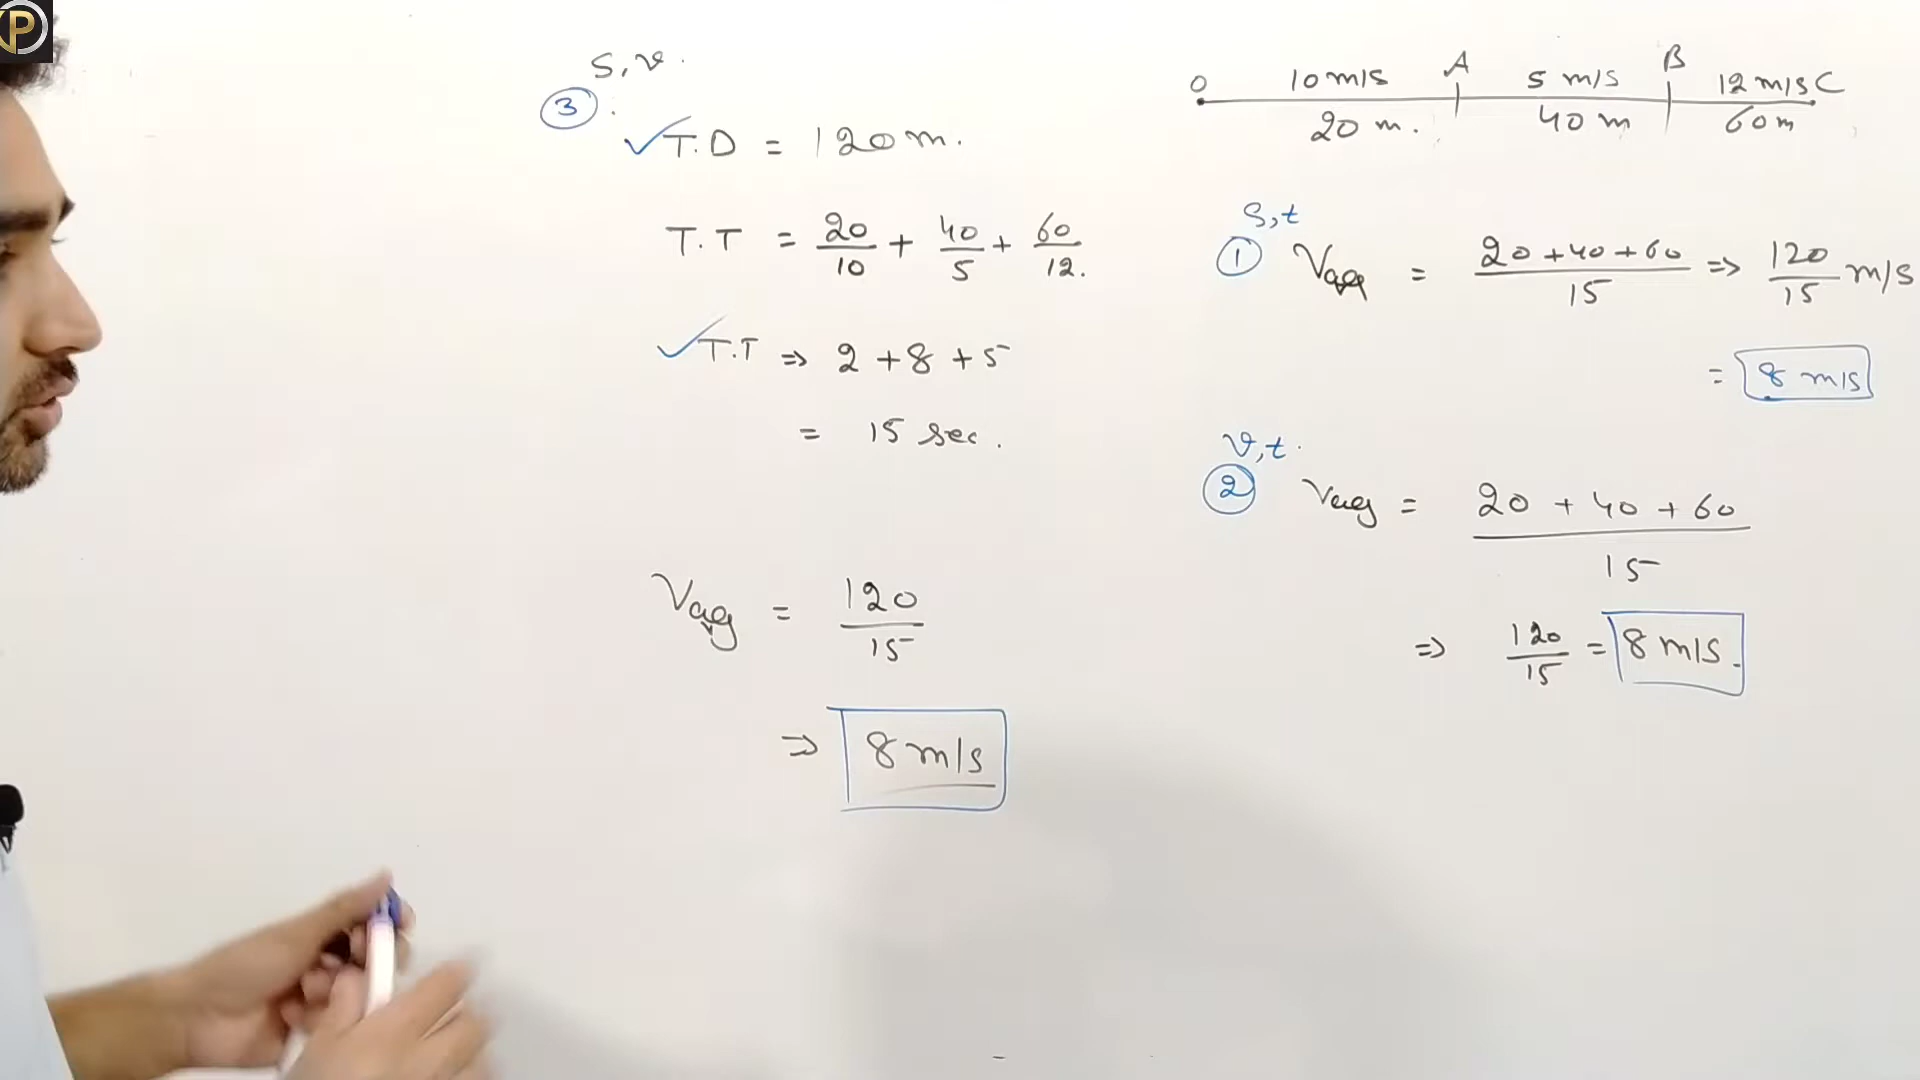 S, v.
③ :
✓T.D = 120 m.
T.T = 20/10 + 40/5 + 60/12.
✓T.T ⇒ 2 + 8 + 5
= 15 sec.
Vavg = 120/15
⇒ 8 m/s
O 10 m/s A 5 m/s B 12 m/s C
20 m. 40 m 60 m
S, t
① Vavg = 20 + 40 + 60/15 ⇒ 120/15 m/s
= 8 m/s
v, t.
② Vavg = 20 + 40 + 60/15
⇒ 120/15 = 8 m/s.
P